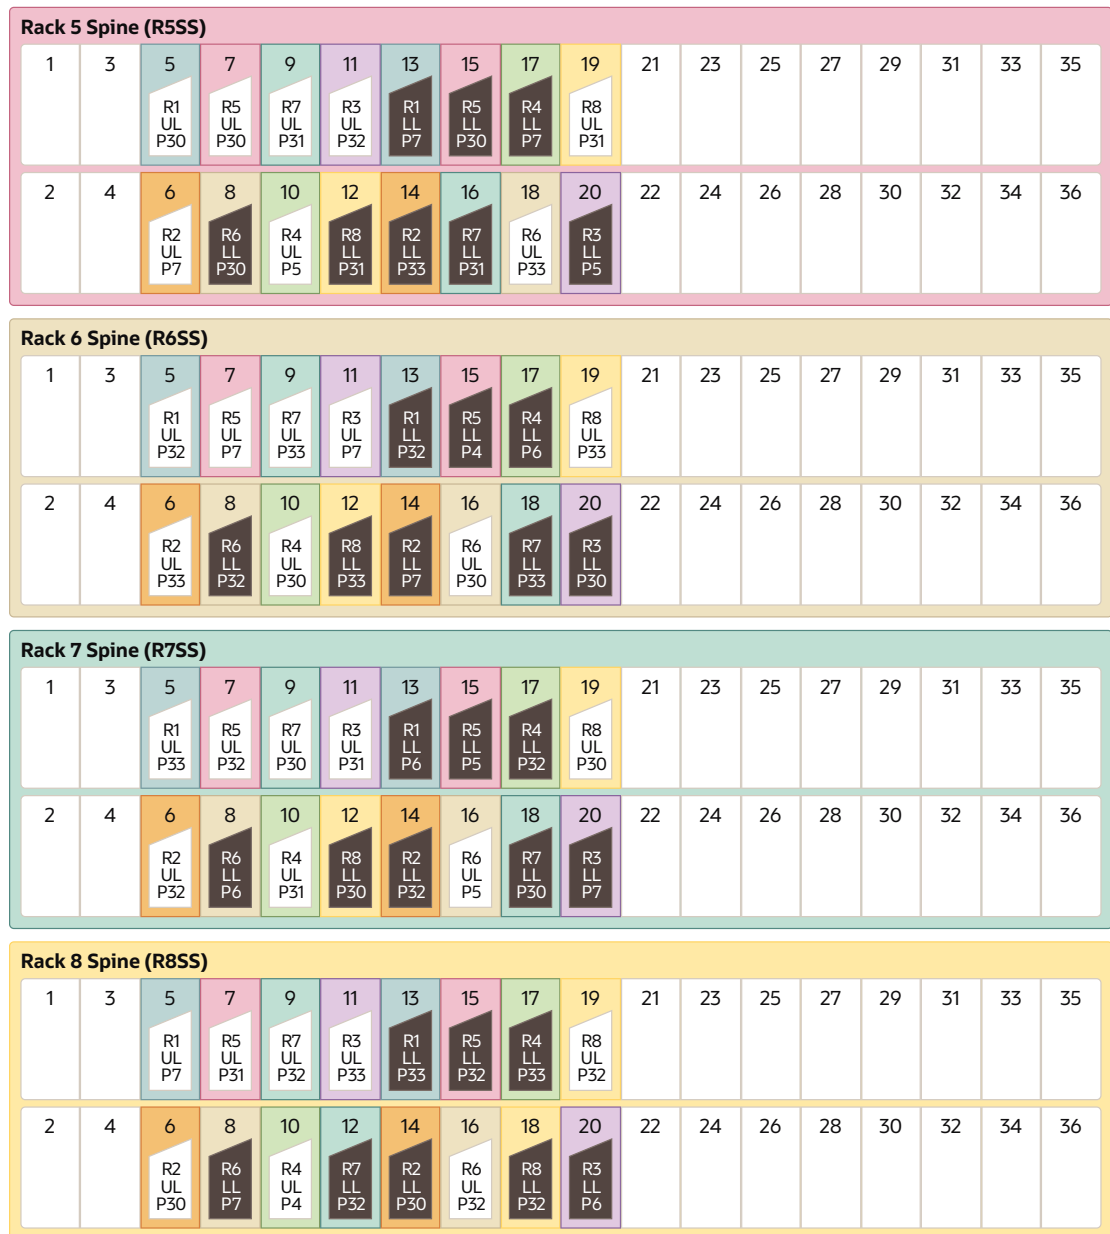 Rack 5 Spine (R5SS)
1 3 5 7 9 11 13 15 17 19 21 23 25 27 29 31 33 35
R1 R5 R7 R3 R1 R5 R4 R8
UL UL UL UL LL LL LL UL
P30 P30 P31 P32 P7 P30 P7 P31
2 4 6 8 10 12 14 16 18 20 22 24 26 28 30 32 34 36
R2 R6 R4 R8 R2 R7 R6 R3
UL LL UL LL LL LL UL LL
P7 P30 P5 P31 P33 P31 P33 P5
Rack 6 Spine (R6SS)
1 3 5 7 9 11 13 15 17 19 21 23 25 27 29 31 33 35
R1 R5 R7 R3 R1 R5 R4 R8
UL UL UL UL LL LL LL UL
P32 P7 P33 P7 P32 P4 P6 P33
2 4 6 8 10 12 14 16 18 20 22 24 26 28 30 32 34 36
R2 R6 R4 R8 R2 R6 R7 R3
UL LL UL LL LL UL LL LL
P33 P32 P30 P33 P7 P30 P33 P30
Rack 7 Spine (R7SS)
1 3 5 7 9 11 13 15 17 19 21 23 25 27 29 31 33 35
R1 R5 R7 R3 R1 R5 R4 R8
UL UL UL UL LL LL LL UL
P33 P32 P30 P31 P6 P5 P32 P30
2 4 6 8 10 12 14 16 18 20 22 24 26 28 30 32 34 36
R2 R6 R4 R8 R2 R6 R7 R3
UL LL UL LL LL UL LL LL
P32 P6 P31 P30 P32 P5 P30 P7
Rack 8 Spine (R8SS)
1 3 5 7 9 11 13 15 17 19 21 23 25 27 29 31 33 35
R1 R5 R7 R3 R1 R5 R4 R8
UL UL UL UL LL LL LL UL
P7 P31 P32 P33 P33 P32 P33 P32
2 4 6 8 10 12 14 16 18 20 22 24 26 28 30 32 34 36
R2 R6 R4 R7 R2 R6 R8 R3
UL LL UL LL LL UL LL LL
P30 P7 P4 P32 P30 P32 P32 P6